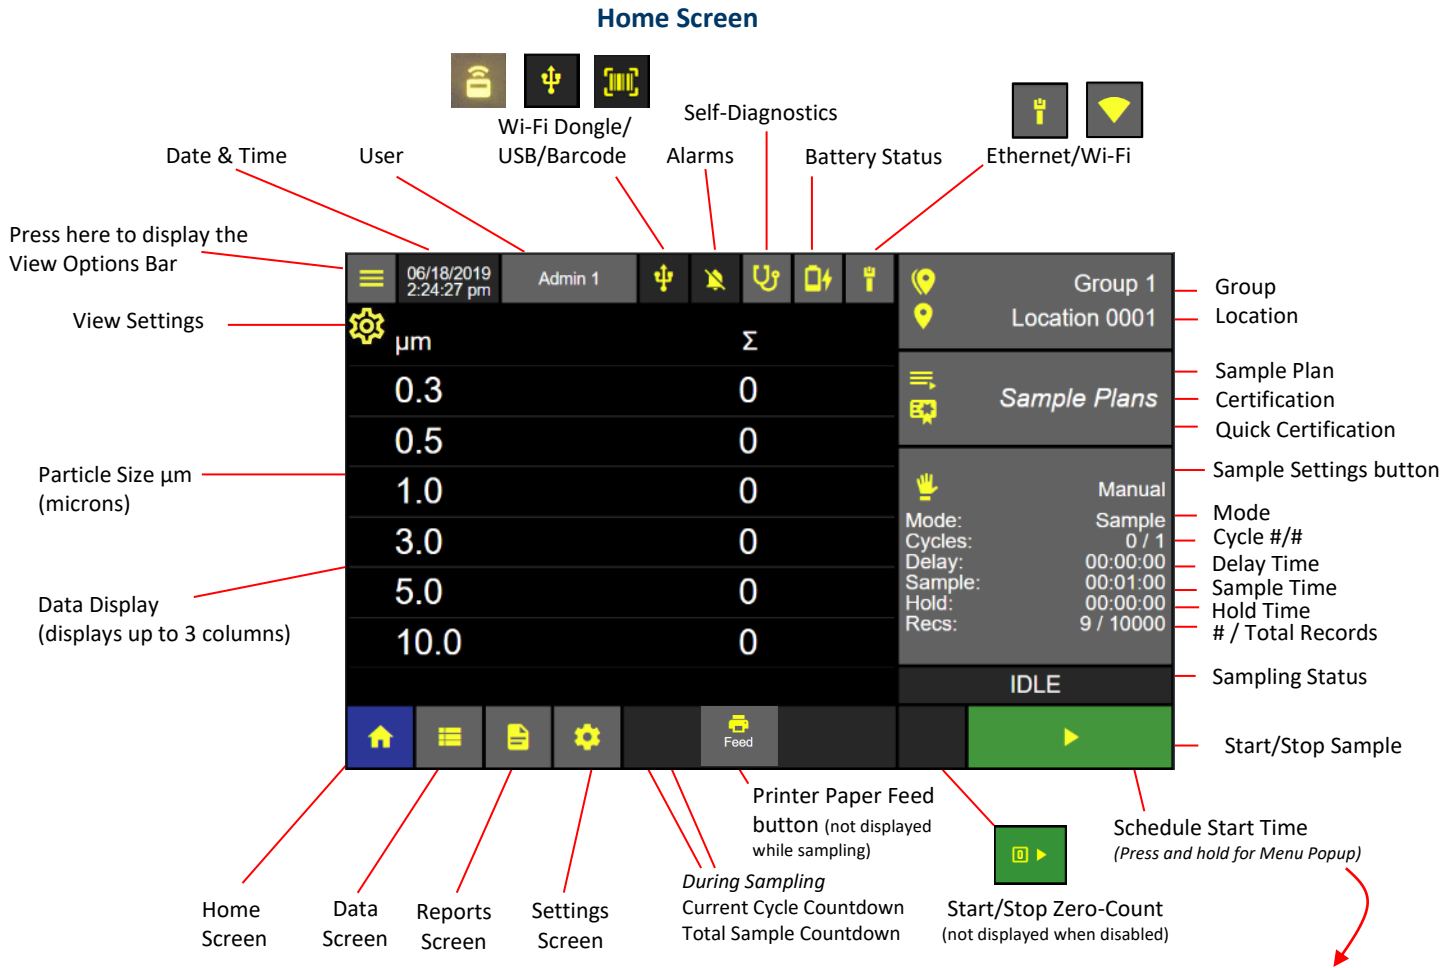 Home Screen
Wi-Fi Dongle/
USB/Barcode
Self-Diagnostics
Date & Time
User
Alarms
Battery Status
Ethernet/Wi-Fi
Press here to display the
View Options Bar
View Settings
Particle Size µm
(microns)
Data Display
(displays up to 3 columns)
06/18/2019
2:24:27 pm
Admin 1
µm Σ
0.3 0
0.5 0
1.0 0
3.0 0
5.0 0
10.0 0
Group 1
Location 0001
Sample Plans
Manual
Mode: Sample
Cycles: 0 / 1
Delay: 00:00:00
Sample: 00:01:00
Hold: 00:00:00
Recs: 9 / 10000
IDLE
Feed
Group
Location
Sample Plan
Certification
Quick Certification
Sample Settings button
Mode
Cycle #/#
Delay Time
Sample Time
Hold Time
# / Total Records
Sampling Status
Start/Stop Sample
Home
Screen
Data
Screen
Reports
Screen
Settings
Screen
Printer Paper Feed
button (not displayed
while sampling)
During Sampling
Current Cycle Countdown
Total Sample Countdown
0
Start/Stop Zero-Count
(not displayed when disabled)
Schedule Start Time
(Press and hold for Menu Popup)